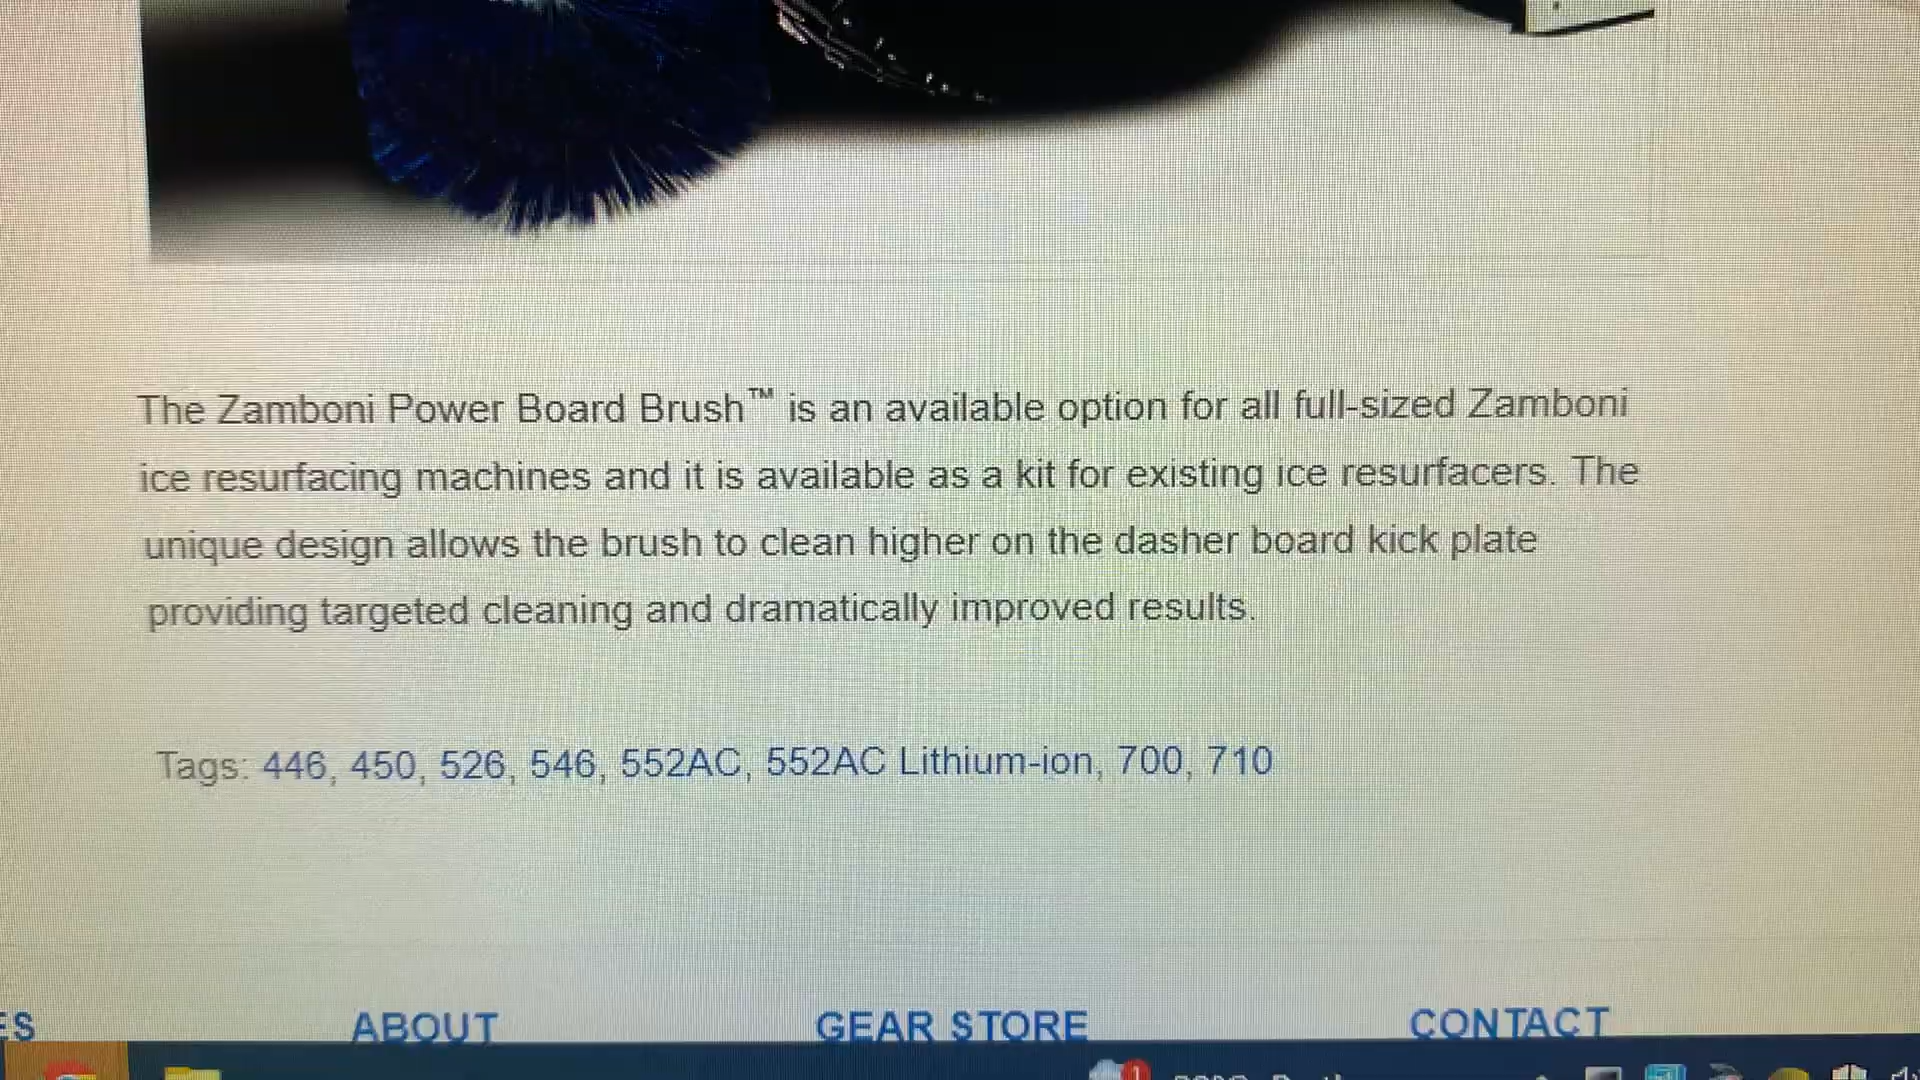 The Zamboni Power Board Brush™ is an available option for all full-sized Zamboni
ice resurfacing machines and it is available as a kit for existing ice resurfacers. The
unique design allows the brush to clean higher on the dasher board kick plate
providing targeted cleaning and dramatically improved results.
Tags: 446, 450, 526, 546, 552AC, 552AC Lithium-ion, 700, 710
ES ABOUT GEAR STORE CONTACT
1